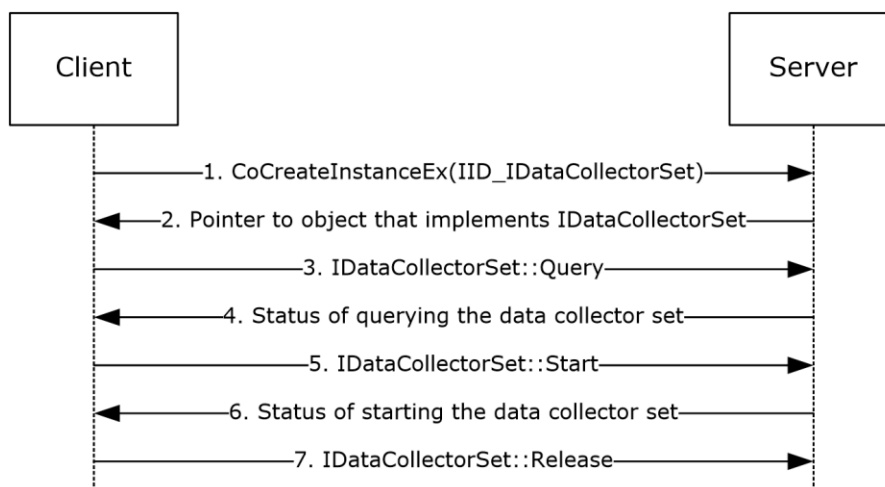 Client
Server
1. CoCreateInstanceEx(IID_IDataCollectorSet)
2. Pointer to object that implements IDataCollectorSet
3. IDataCollectorSet::Query
4. Status of querying the data collector set
5. IDataCollectorSet::Start
6. Status of starting the data collector set
7. IDataCollectorSet::Release